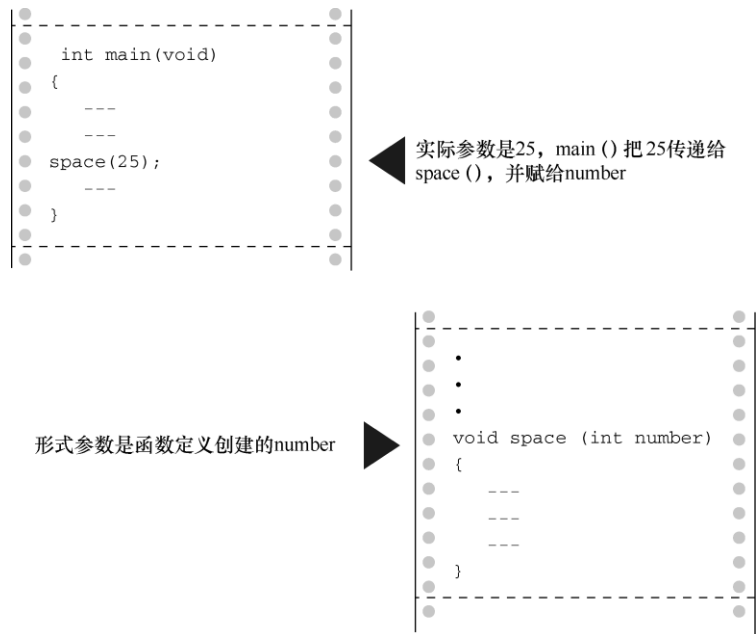 int main(void)
{
---
---
space(25);
---
}
实际参数是25，main（）把25传递给
space（），并赋给number
形式参数是函数定义创建的number
.
.
.
void space (int number)
{
---
---
---
}